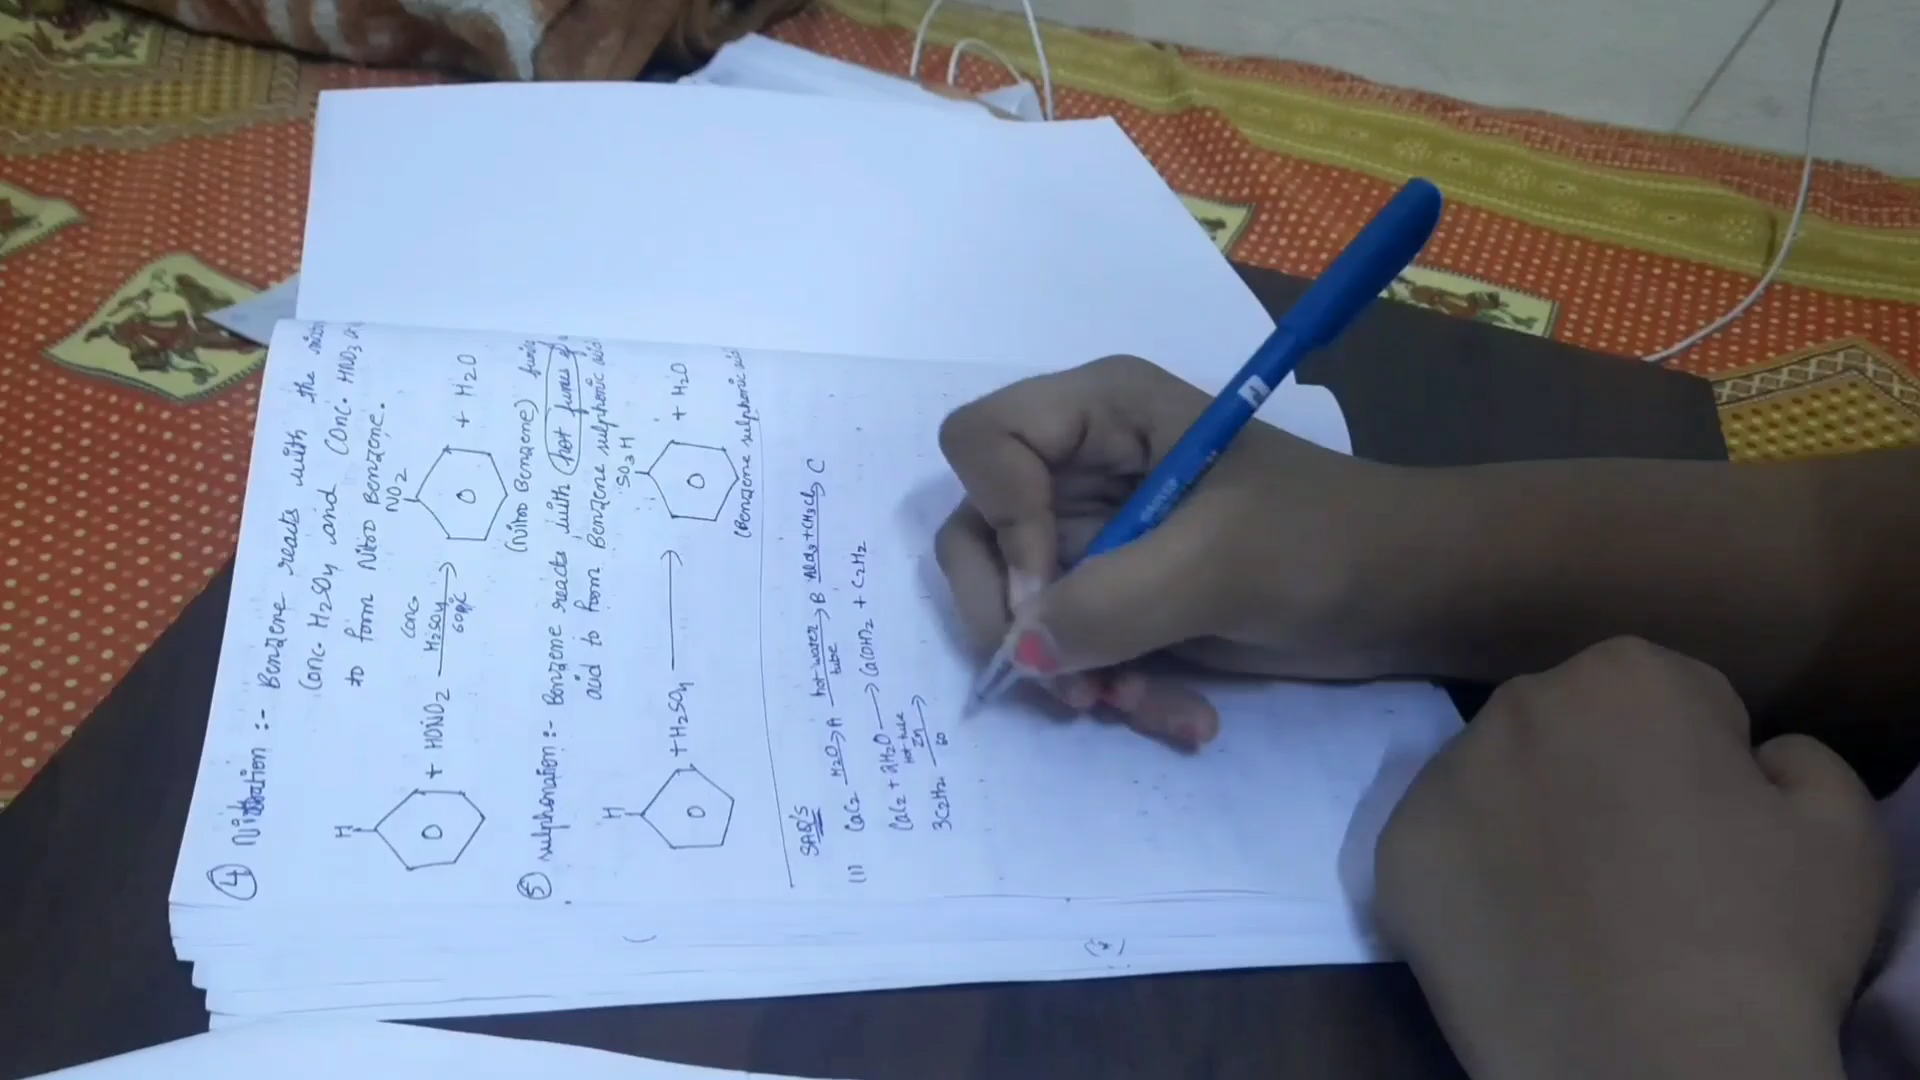 ④ Nitration :- Benzene reacts with the
Conc. H2SO4 and Conc. HNO3
to form Nitro Benzene.
H
NO2
+ HONO2
Conc
H2SO4
60°C
+ H2O
(Nitro Benzene)
⑤ sulphonation :- Benzene reacts with hot fumes of
acid to form Benzene sulphonic acid
H
SO3H
+ H2SO4
+ H2O
(Benzene sulphonic acid
SAQ'S
(1) CaC2 H2O→ A hot water→ B AlCl3+CH3Cl→ C
tube
CaC2 + 2H2O → Ca(OH)2 + C2H2
Hot tube
3C2H2 Zn→
60